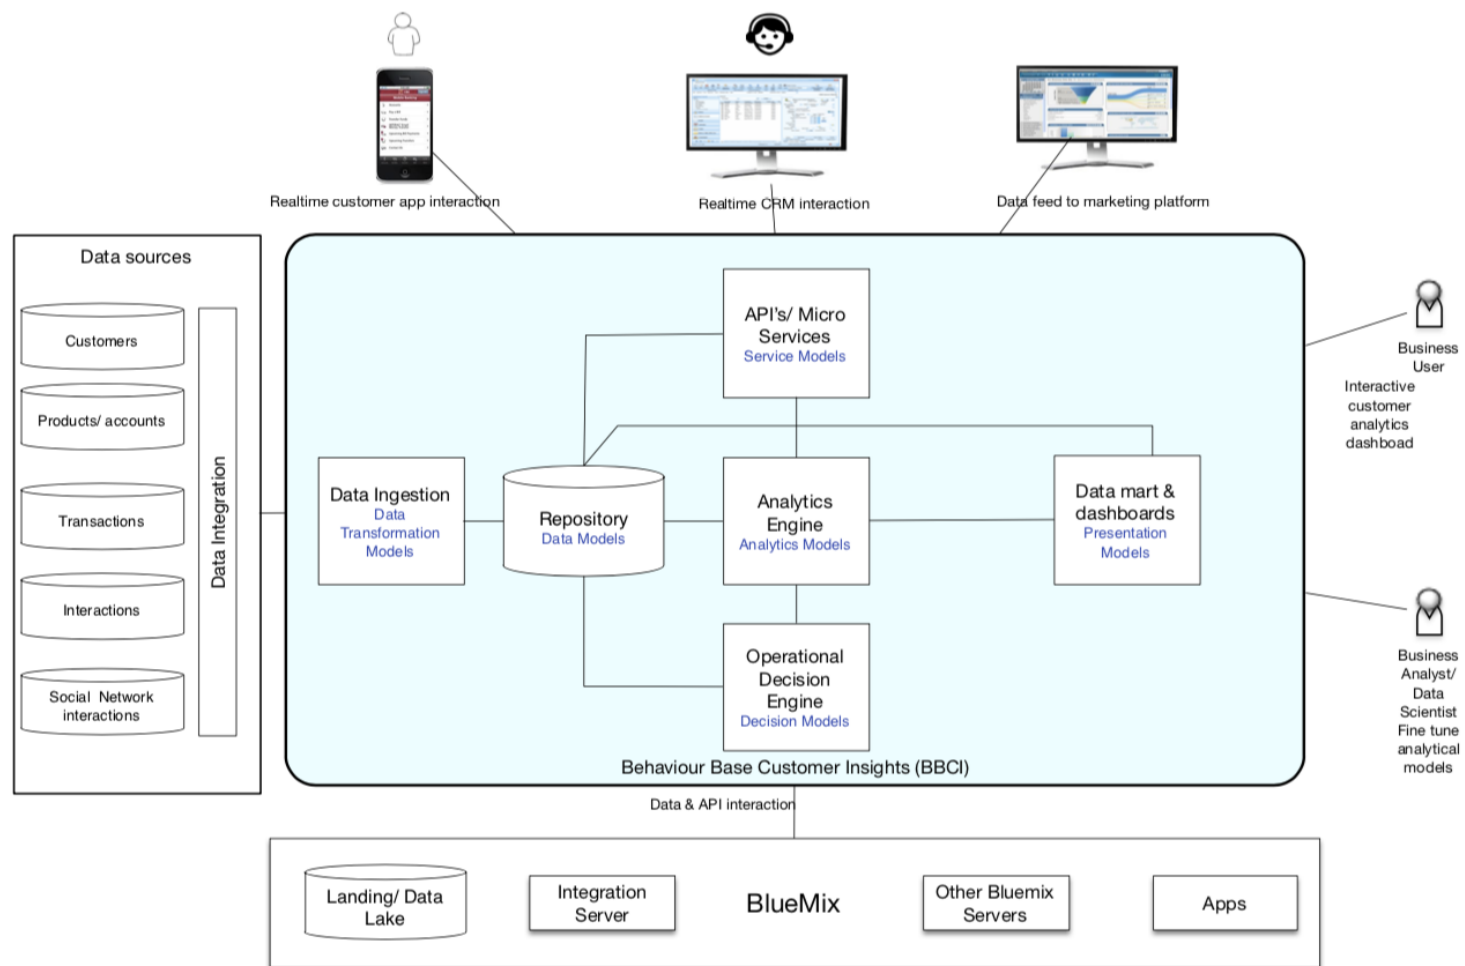 Realtime customer app interaction
Realtime CRM interaction
Data feed to marketing platform
Data sources
Customers
Products/ accounts
Transactions
Interactions
Social Network
interactions
Data Integration
API's/ Micro
Services
Service Models
Data Ingestion
Data
Transformation
Models
Repository
Data Models
Analytics
Engine
Analytics Models
Data mart &
dashboards
Presentation
Models
Operational
Decision
Engine
Decision Models
Behaviour Base Customer Insights (BBCI)
Business
User
Interactive
customer
analytics
dashboad
Business
Analyst/
Data
Scientist
Fine tune
analytical
models
Data & API interaction
Landing/ Data
Lake
Integration
Server
BlueMix
Other Bluemix
Servers
Apps